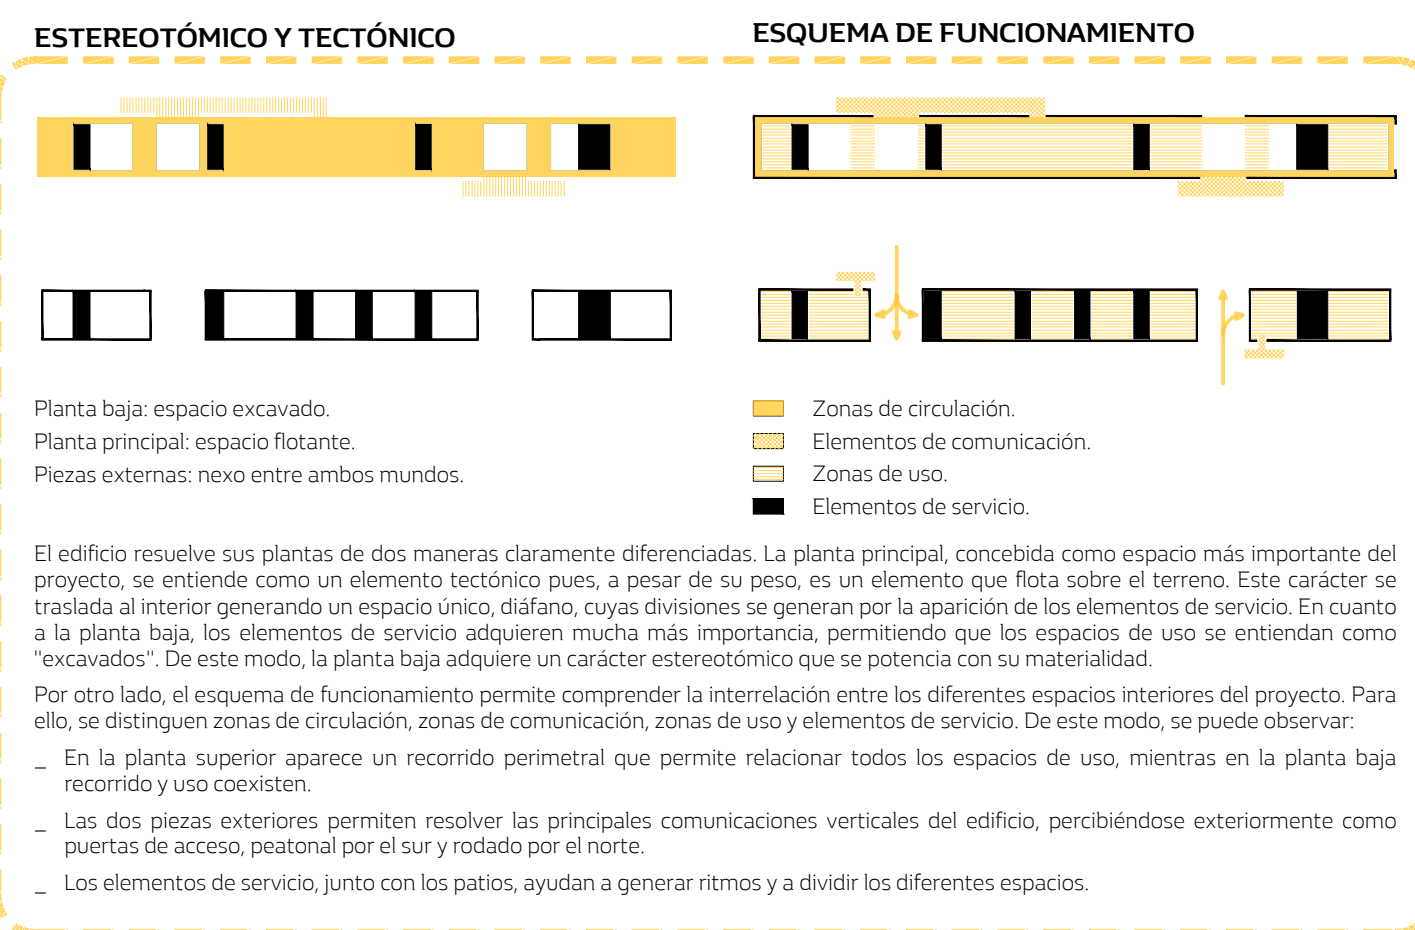 ESTEREOTÓMICO Y TECTÓNICO
ESQUEMA DE FUNCIONAMIENTO
Planta baja: espacio excavado.
Planta principal: espacio flotante.
Piezas externas: nexo entre ambos mundos.
Zonas de circulación.
Elementos de comunicación.
Zonas de uso.
Elementos de servicio.
El edificio resuelve sus plantas de dos maneras claramente diferenciadas. La planta principal, concebida como espacio más importante del
proyecto, se entiende como un elemento tectónico pues, a pesar de su peso, es un elemento que flota sobre el terreno. Este carácter se
traslada al interior generando un espacio único, diáfano, cuyas divisiones se generan por la aparición de los elementos de servicio. En cuanto
a la planta baja, los elementos de servicio adquieren mucha más importancia, permitiendo que los espacios de uso se entiendan como
"excavados". De este modo, la planta baja adquiere un carácter estereotómico que se potencia con su materialidad.
Por otro lado, el esquema de funcionamiento permite comprender la interrelación entre los diferentes espacios interiores del proyecto. Para
ello, se distinguen zonas de circulación, zonas de comunicación, zonas de uso y elementos de servicio. De este modo, se puede observar:
_ En la planta superior aparece un recorrido perimetral que permite relacionar todos los espacios de uso, mientras en la planta baja
recorrido y uso coexisten.
_ Las dos piezas exteriores permiten resolver las principales comunicaciones verticales del edificio, percibiéndose exteriormente como
puertas de acceso, peatonal por el sur y rodado por el norte.
_ Los elementos de servicio, junto con los patios, ayudan a generar ritmos y a dividir los diferentes espacios.